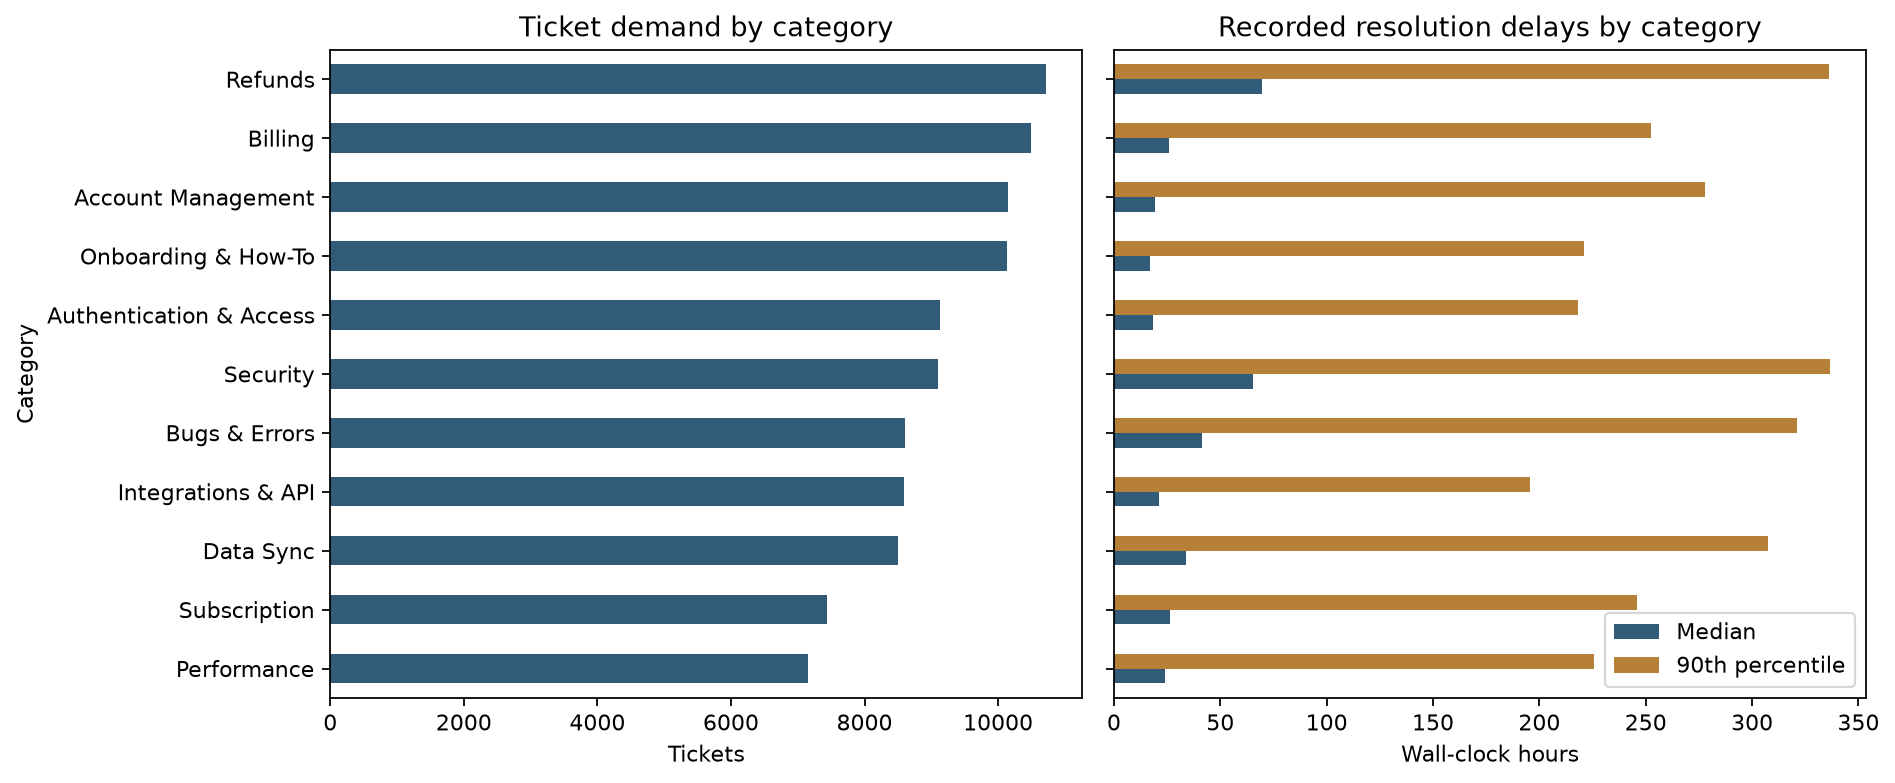 Ticket demand by category
Category
Refunds
Billing
Account Management
Onboarding & How-To
Authentication & Access
Security
Bugs & Errors
Integrations & API
Data Sync
Subscription
Performance
0 2000 4000 6000 8000 10000
Tickets
Recorded resolution delays by category
Median
90th percentile
0 50 100 150 200 250 300 350
Wall-clock hours